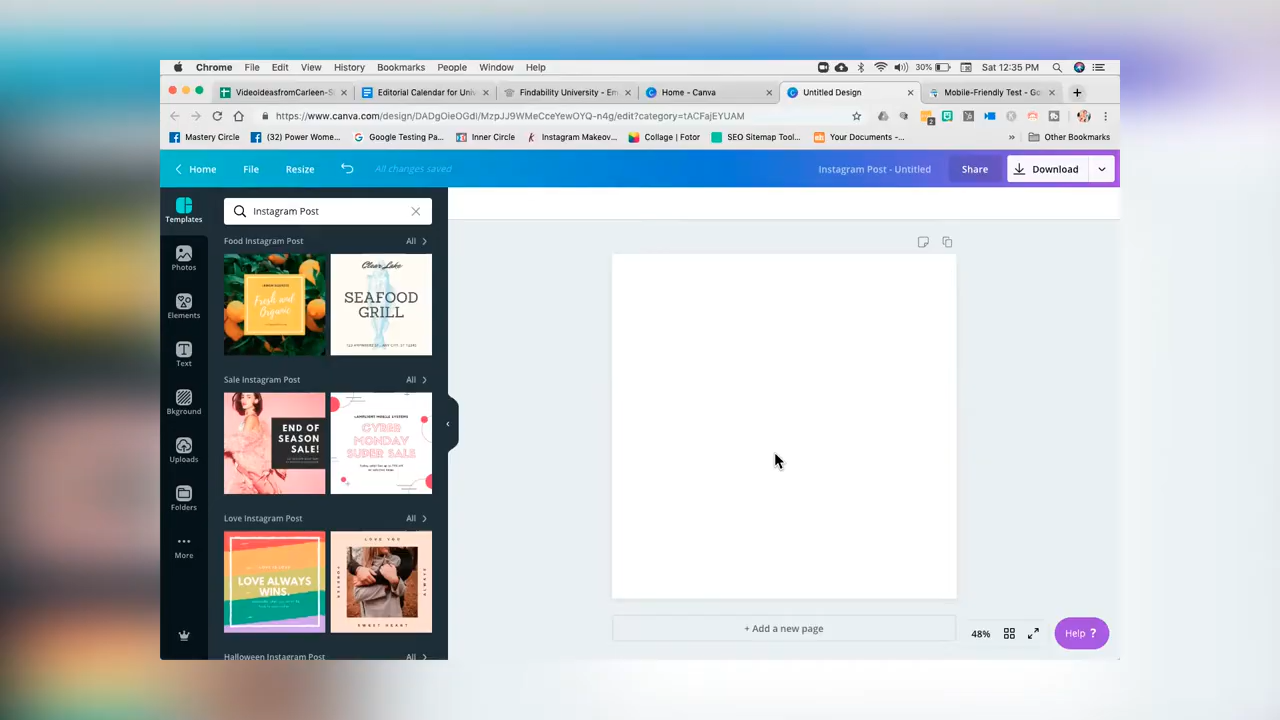 Chrome File Edit View History Bookmarks People Window Help 30% Sat 12:35 PM
VideoideasfromCarleen-S
Editorial Calendar for Univ
Findability University - Em
Home - Canva
Untitled Design
Mobile-Friendly Test - Go
https://www.canva.com/design/DADgOieOGdI/MzpJJ9WMeCceYewOYQ-n4g/edit?category=tACFajEYUAM
Mastery Circle
(32) Power Wome...
Google Testing Pa...
Inner Circle
Instagram Makeov...
Collage | Fotor
SEO Sitemap Tool...
Your Documents -...
»
Other Bookmarks
Home File Resize All changes saved Instagram Post - Untitled Share Download
Templates
Photos
Elements
Text
Bkground
Uploads
Folders
More
Instagram Post
Food Instagram Post All
Fresh and
Organic
Clear Lake
SEAFOOD
GRILL
Sale Instagram Post All
END OF
SEASON
SALE!
CYBER
MONDAY
SUPER SALE
Love Instagram Post All
LOVE ALWAYS
WINS.
LOVE YOU
SWEET HEART
Halloween Instagram Post All
+ Add a new page
48%
Help ?